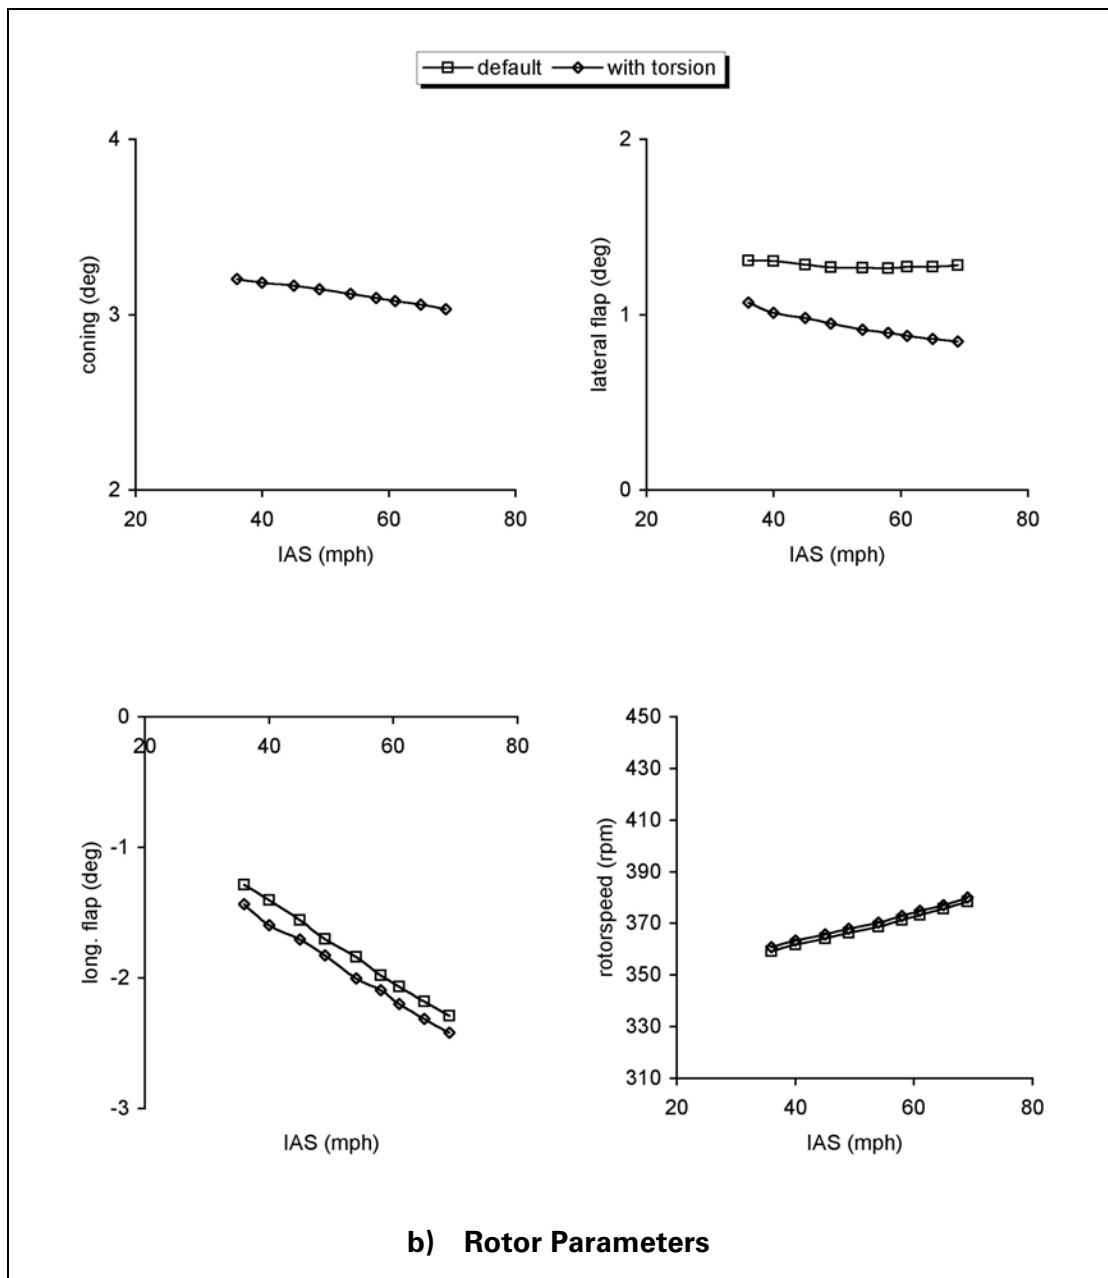 default with torsion
4
3
2
coning (deg)
20 40 60 80
IAS (mph)
2
1
0
lateral flap (deg)
20 40 60 80
IAS (mph)
0
20 40 60 80
-1
-2
-3
long. flap (deg)
IAS (mph)
450
430
410
390
370
350
330
310
rotorspeed (rpm)
20 40 60 80
IAS (mph)
b) Rotor Parameters